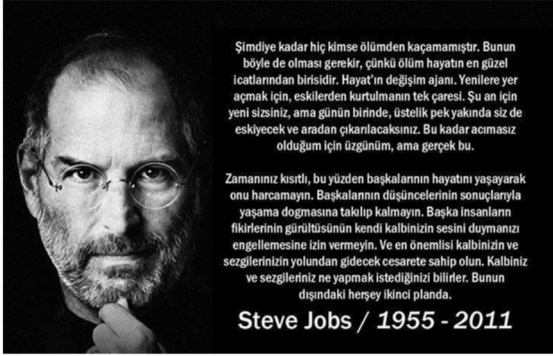 Şimdiye kadar hiç kimse ölümden kaçamamıştır. Bunun
böyle de olması gerekir, çünkü ölüm hayatın en güzel
icatlarından birisidir. Hayat'ın değişim ajanı. Yenilere yer
açmak için, eskilerden kurtulmanın tek çaresi. Şu an için
yeni sizsiniz, ama günün birinde, üstelik pek yakında siz de
eskiyecek ve aradan çıkarılacaksınız. Bu kadar acımasız
olduğum için üzgünüm, ama gerçek bu.
Zamanınız kısıtlı, bu yüzden başkalarının hayatını yaşayarak
onu harcamayın. Başkalarının düşüncelerinin sonuçlarıyla
yaşama dogmasına takılıp kalmayın. Başka insanların
fikirlerinin gürültüsünün kendi kalbinizin sesini duymanızı
engellemesine izin vermeyin. Ve en önemlisi kalbinizin ve
sezgilerinizin yolundan gidecek cesarete sahip olun. Kalbiniz
ve sezgileriniz ne yapmak istediğinizi bilirler. Bunun
dışındaki herşey ikinci planda.
Steve Jobs / 1955 - 2011